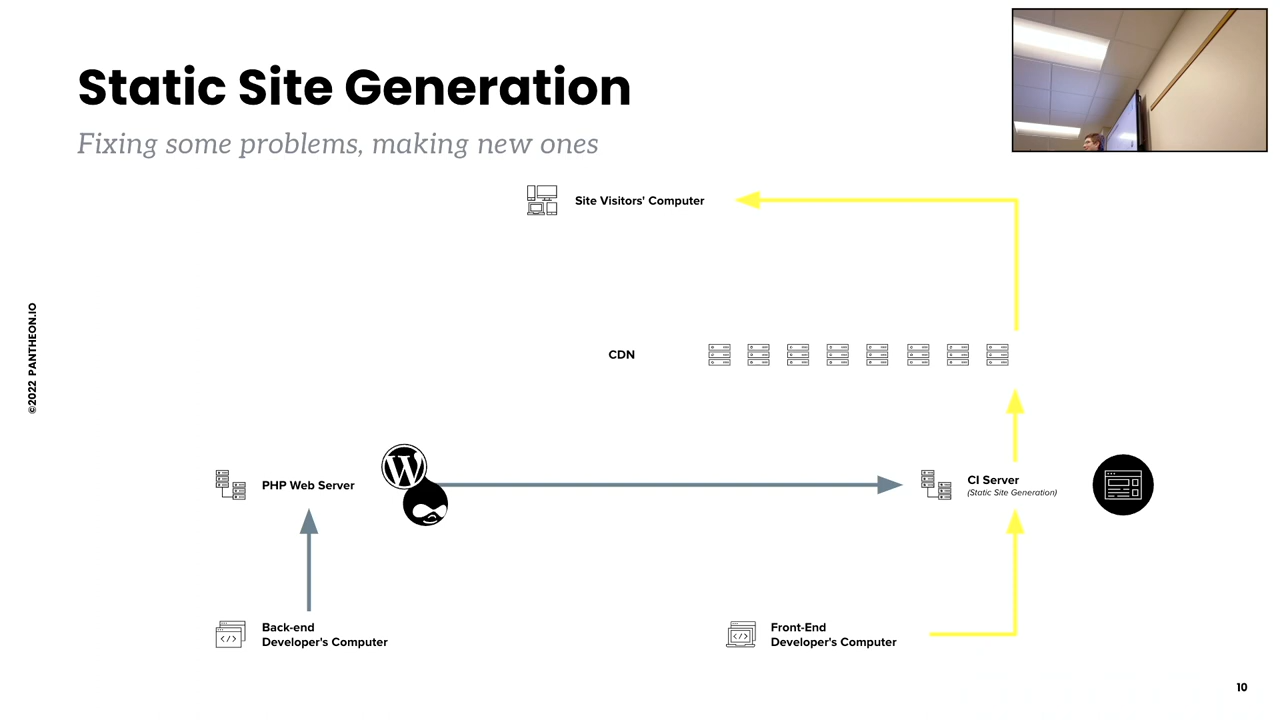 Static Site Generation
Fixing some problems, making new ones
Site Visitors' Computer
©2022 PANTHEON.IO
CDN
PHP Web Server
CI Server
(Static Site Generation)
Back-end
Developer's Computer
Front-End
Developer's Computer
10